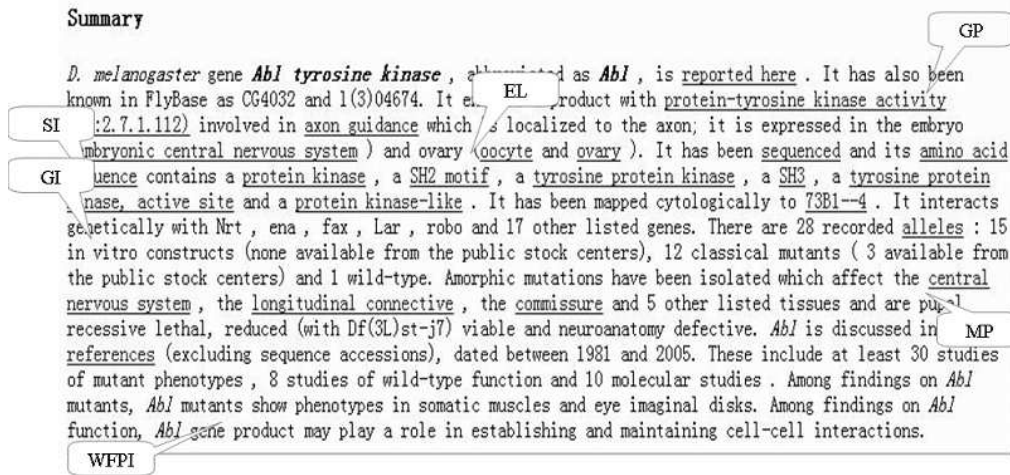 Summary
GP
D. melanogaster gene Abl tyrosine kinase , as Abl , is reported here . It has also been
known in FlyBase as CG4032 and l(3)04674. It product with protein-tyrosine kinase activity
EL
SI
:2.7.1.112) involved in axon guidance which localized to the axon; it is expressed in the embryo
central nervous system ) and ovary (oocyte and ovary ). It has been sequenced and its amino acid
GI
contains a protein kinase , a SH2 motif , a tyrosine protein kinase , a SH3 , a tyrosine protein
active site and a protein kinase-like . It has been mapped cytologically to 73B1--4 . It interacts
genetically with Nrt , ena , fax , Lar , robo and 17 other listed genes. There are 28 recorded alleles : 15
in vitro constructs (none available from the public stock centers), 12 classical mutants ( 3 available from
the public stock centers) and 1 wild-type. Amorphic mutations have been isolated which affect the central
nervous system , the longitudinal connective , the commissure and 5 other listed tissues and are pupal
recessive lethal, reduced (with Df(3L)st-j7) viable and neuroanatomy defective. Abl is discussed in
MP
references (excluding sequence accessions), dated between 1981 and 2005. These include at least 30 studies
of mutant phenotypes , 8 studies of wild-type function and 10 molecular studies . Among findings on Abl
mutants, Abl mutants show phenotypes in somatic muscles and eye imaginal disks. Among findings on Abl
function, Abl gene product may play a role in establishing and maintaining cell-cell interactions.
WFPI